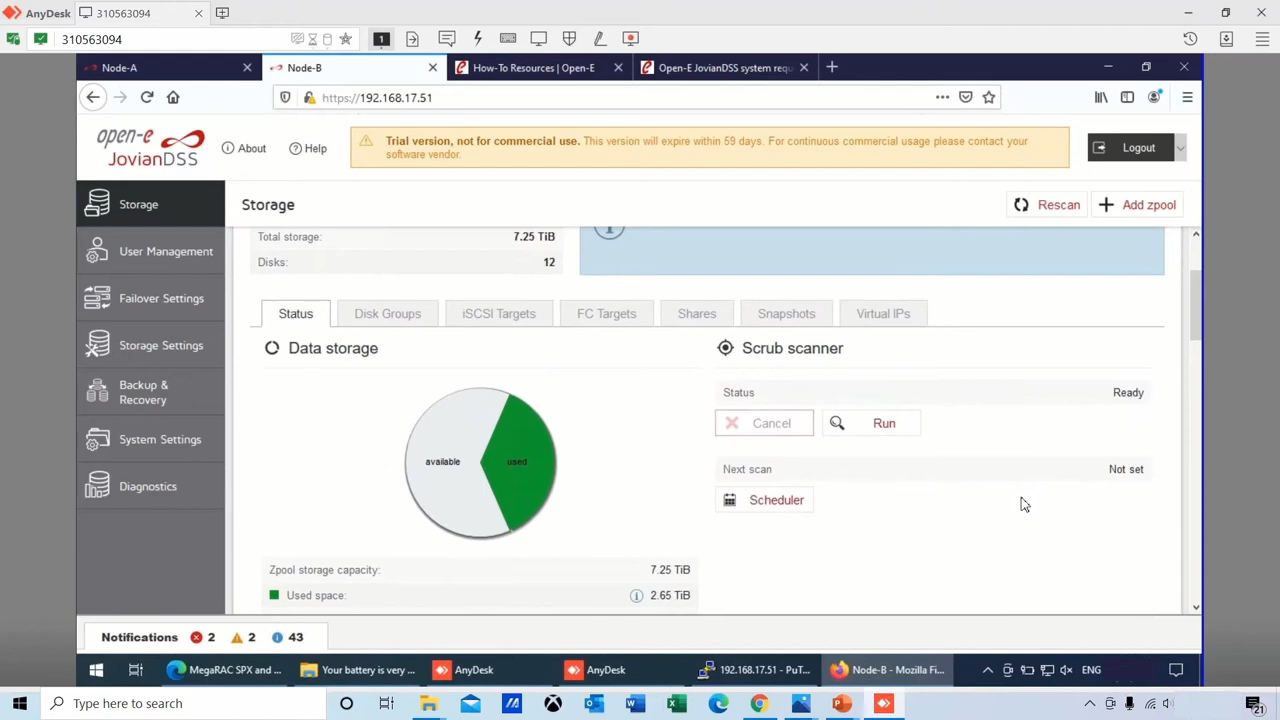 AnyDesk
310563094
310563094
1
Node-A
Node-B
How-To Resources | Open-E
Open-E JovianDSS system requ
https://192.168.17.51
open-e
JovianDSS
About
Help
Trial version, not for commercial use. This version will expire within 59 days. For continuous commercial usage please contact your
software vendor.
Logout
Storage
User Management
Failover Settings
Storage Settings
Backup &
Recovery
System Settings
Diagnostics
Storage
Rescan
Add zpool
Total storage:
7.25 TiB
Disks:
12
Status
Disk Groups
iSCSI Targets
FC Targets
Shares
Snapshots
Virtual IPs
Data storage
available
used
Zpool storage capacity:
7.25 TiB
Used space:
2.65 TiB
Scrub scanner
Status
Ready
Cancel
Run
Next scan
Not set
Scheduler
Notifications
2
2
43
MegaRAC SPX and ...
Your battery is very ...
AnyDesk
AnyDesk
192.168.17.51 - PuT...
Node-B - Mozilla Fi...
ENG
Type here to search
21